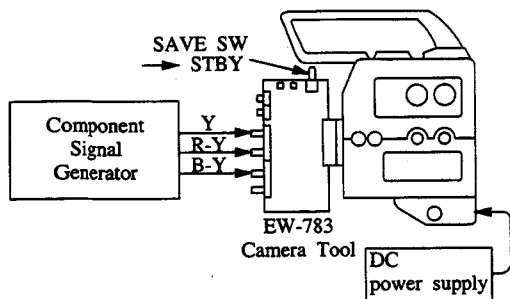 SAVE SW
→ STBY
Component
Signal
Generator
Y
R-Y
B-Y
EW-783
Camera Tool
DC
power supply